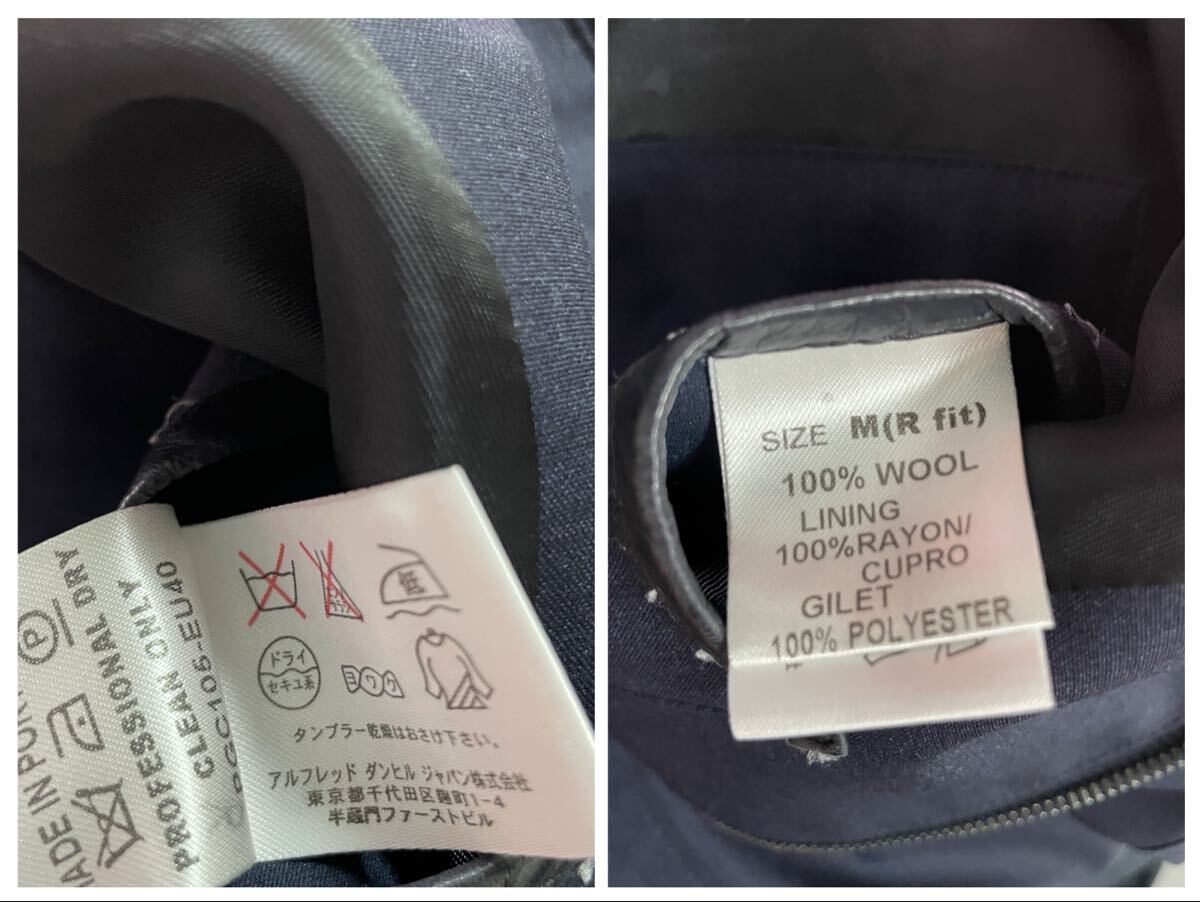 MADE IN
P
PROFESSIONAL DRY
CLEAN ONLY
低
ドライ
セキユ系
ヨワク
タンブラー乾燥はおさけ下さい。
アルフレッド ダンヒル ジャパン株式会社
東京都千代田区麹町1-4
半蔵門ファーストビル
SIZE M(R fit)
100% WOOL
LINING
100%RAYON/
CUPRO
GILET
100% POLYESTER